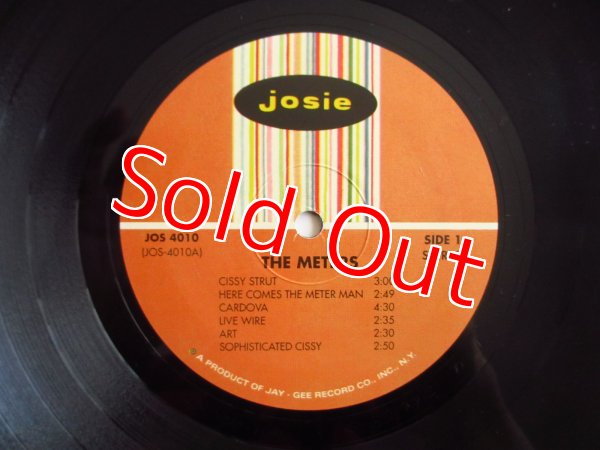 josie
Sold Out
JOS 4010
(JOS-4010A)
SIDE 1
THE METERS
CISSY STRUT 3:00
HERE COMES THE METER MAN 2:49
CARDOVA 4:30
LIVE WIRE 2:35
ART 2:30
SOPHISTICATED CISSY 2:50
A PRODUCT OF JAY - GEE RECORD CO., INC., N.Y.